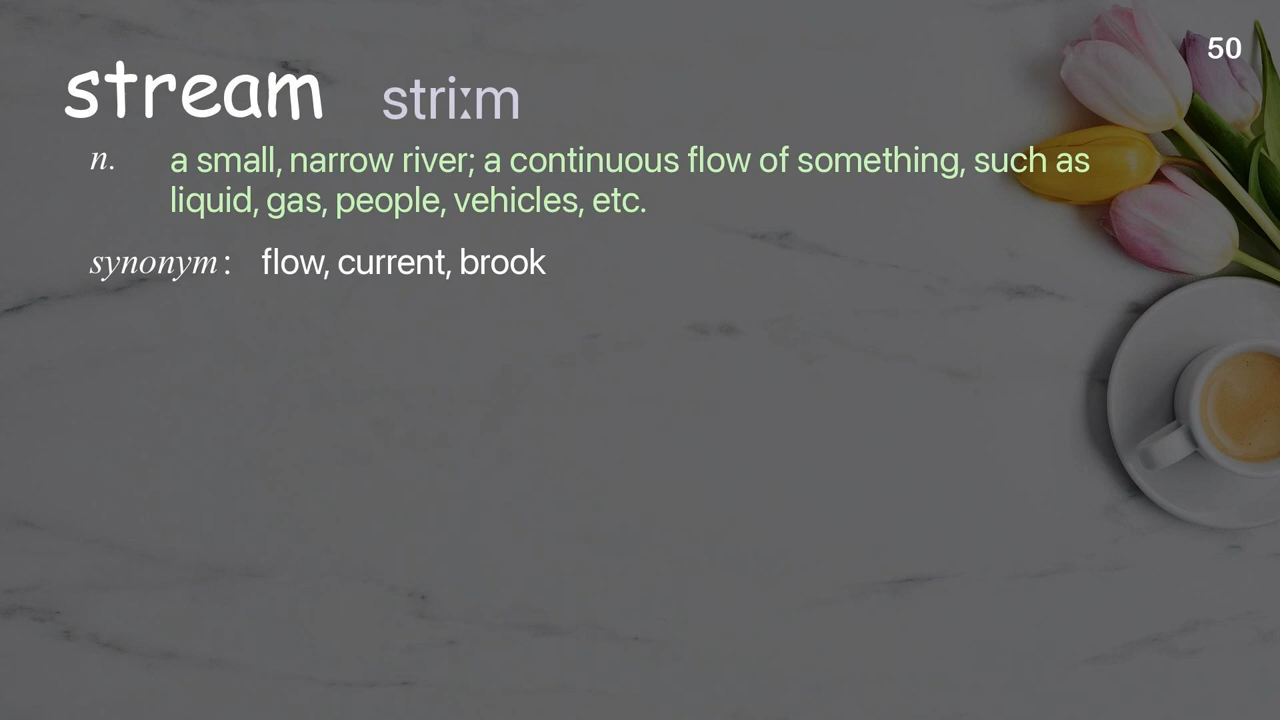 50
stream striːm
n. a small, narrow river; a continuous flow of something, such as
liquid, gas, people, vehicles, etc.
synonym: flow, current, brook